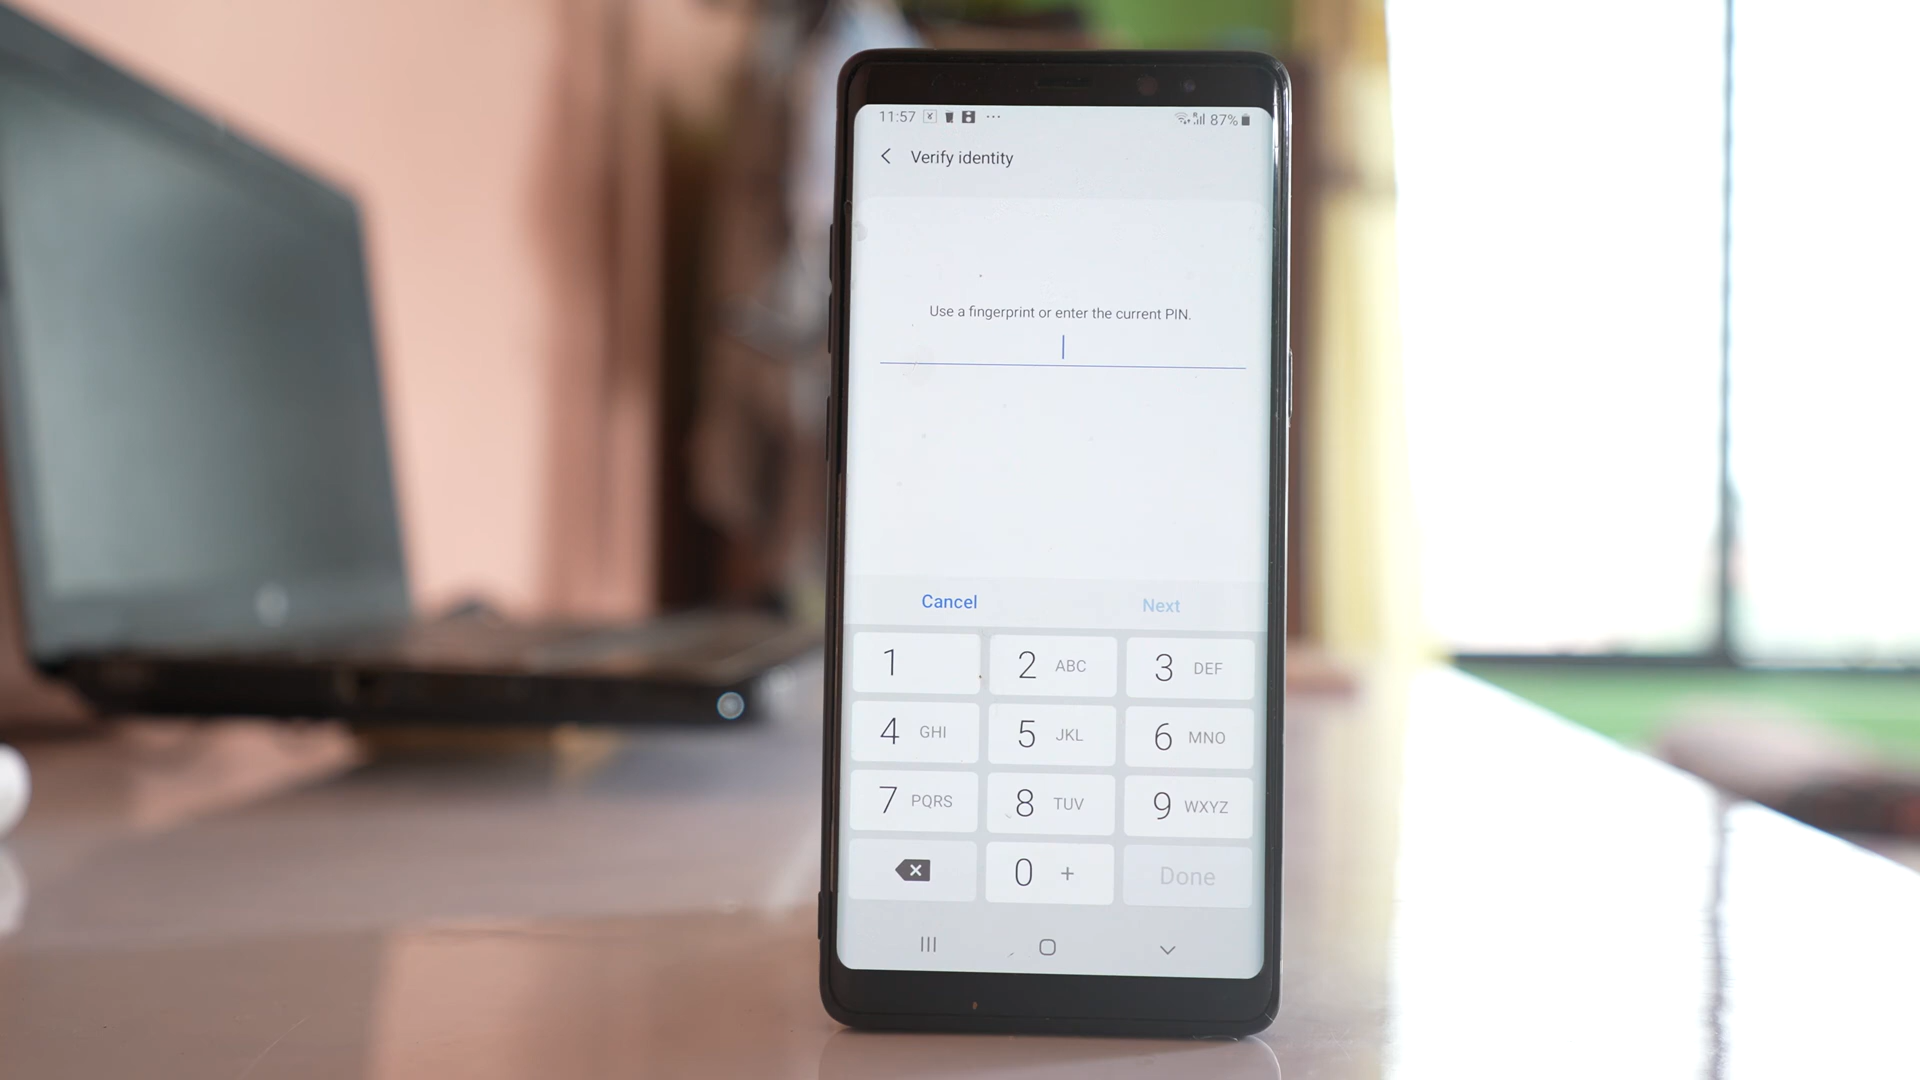 11:57 87%
Verify identity
Use a fingerprint or enter the current PIN.
Cancel Next
1 2 ABC 3 DEF
4 GHI 5 JKL 6 MNO
7 PQRS 8 TUV 9 WXYZ
0 + Done